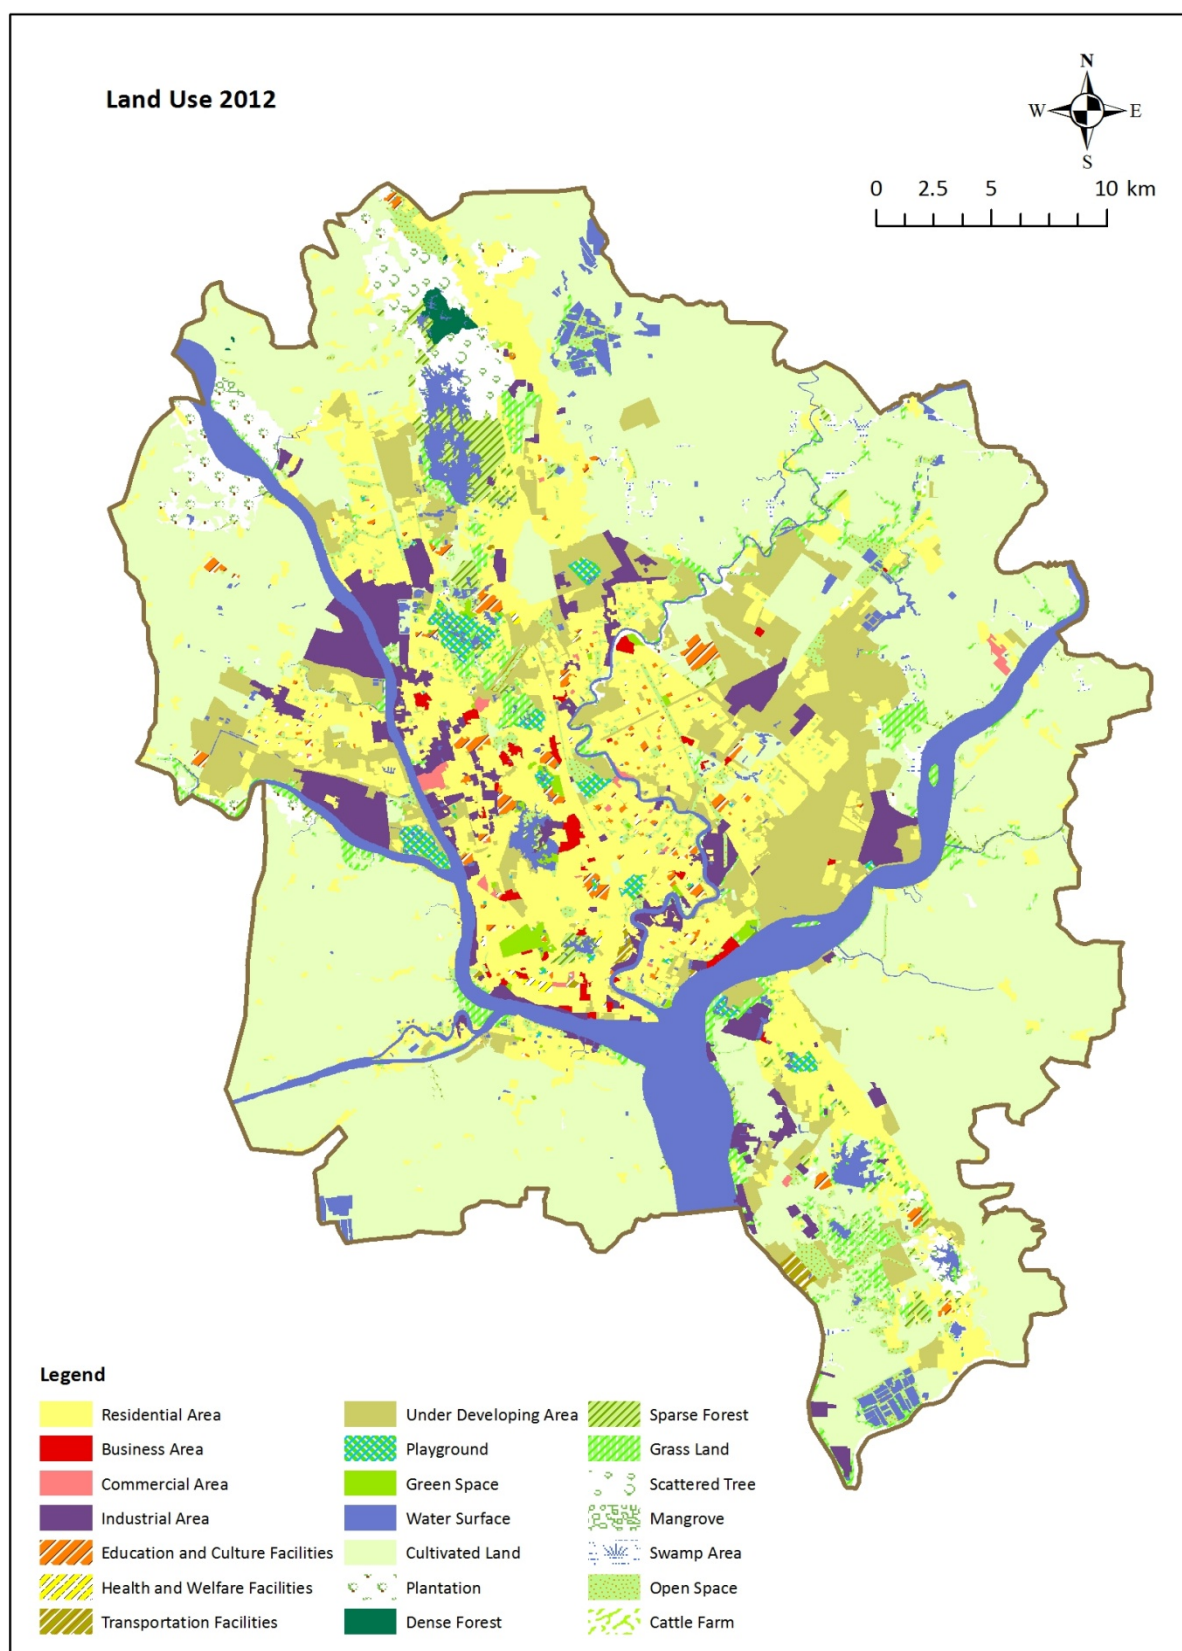 Land Use 2012
N
W E
S
0 2.5 5 10 km
Legend
Residential Area
Business Area
Commercial Area
Industrial Area
Education and Culture Facilities
Health and Welfare Facilities
Transportation Facilities
Under Developing Area
Playground
Green Space
Water Surface
Cultivated Land
Plantation
Dense Forest
Sparse Forest
Grass Land
Scattered Tree
Mangrove
Swamp Area
Open Space
Cattle Farm